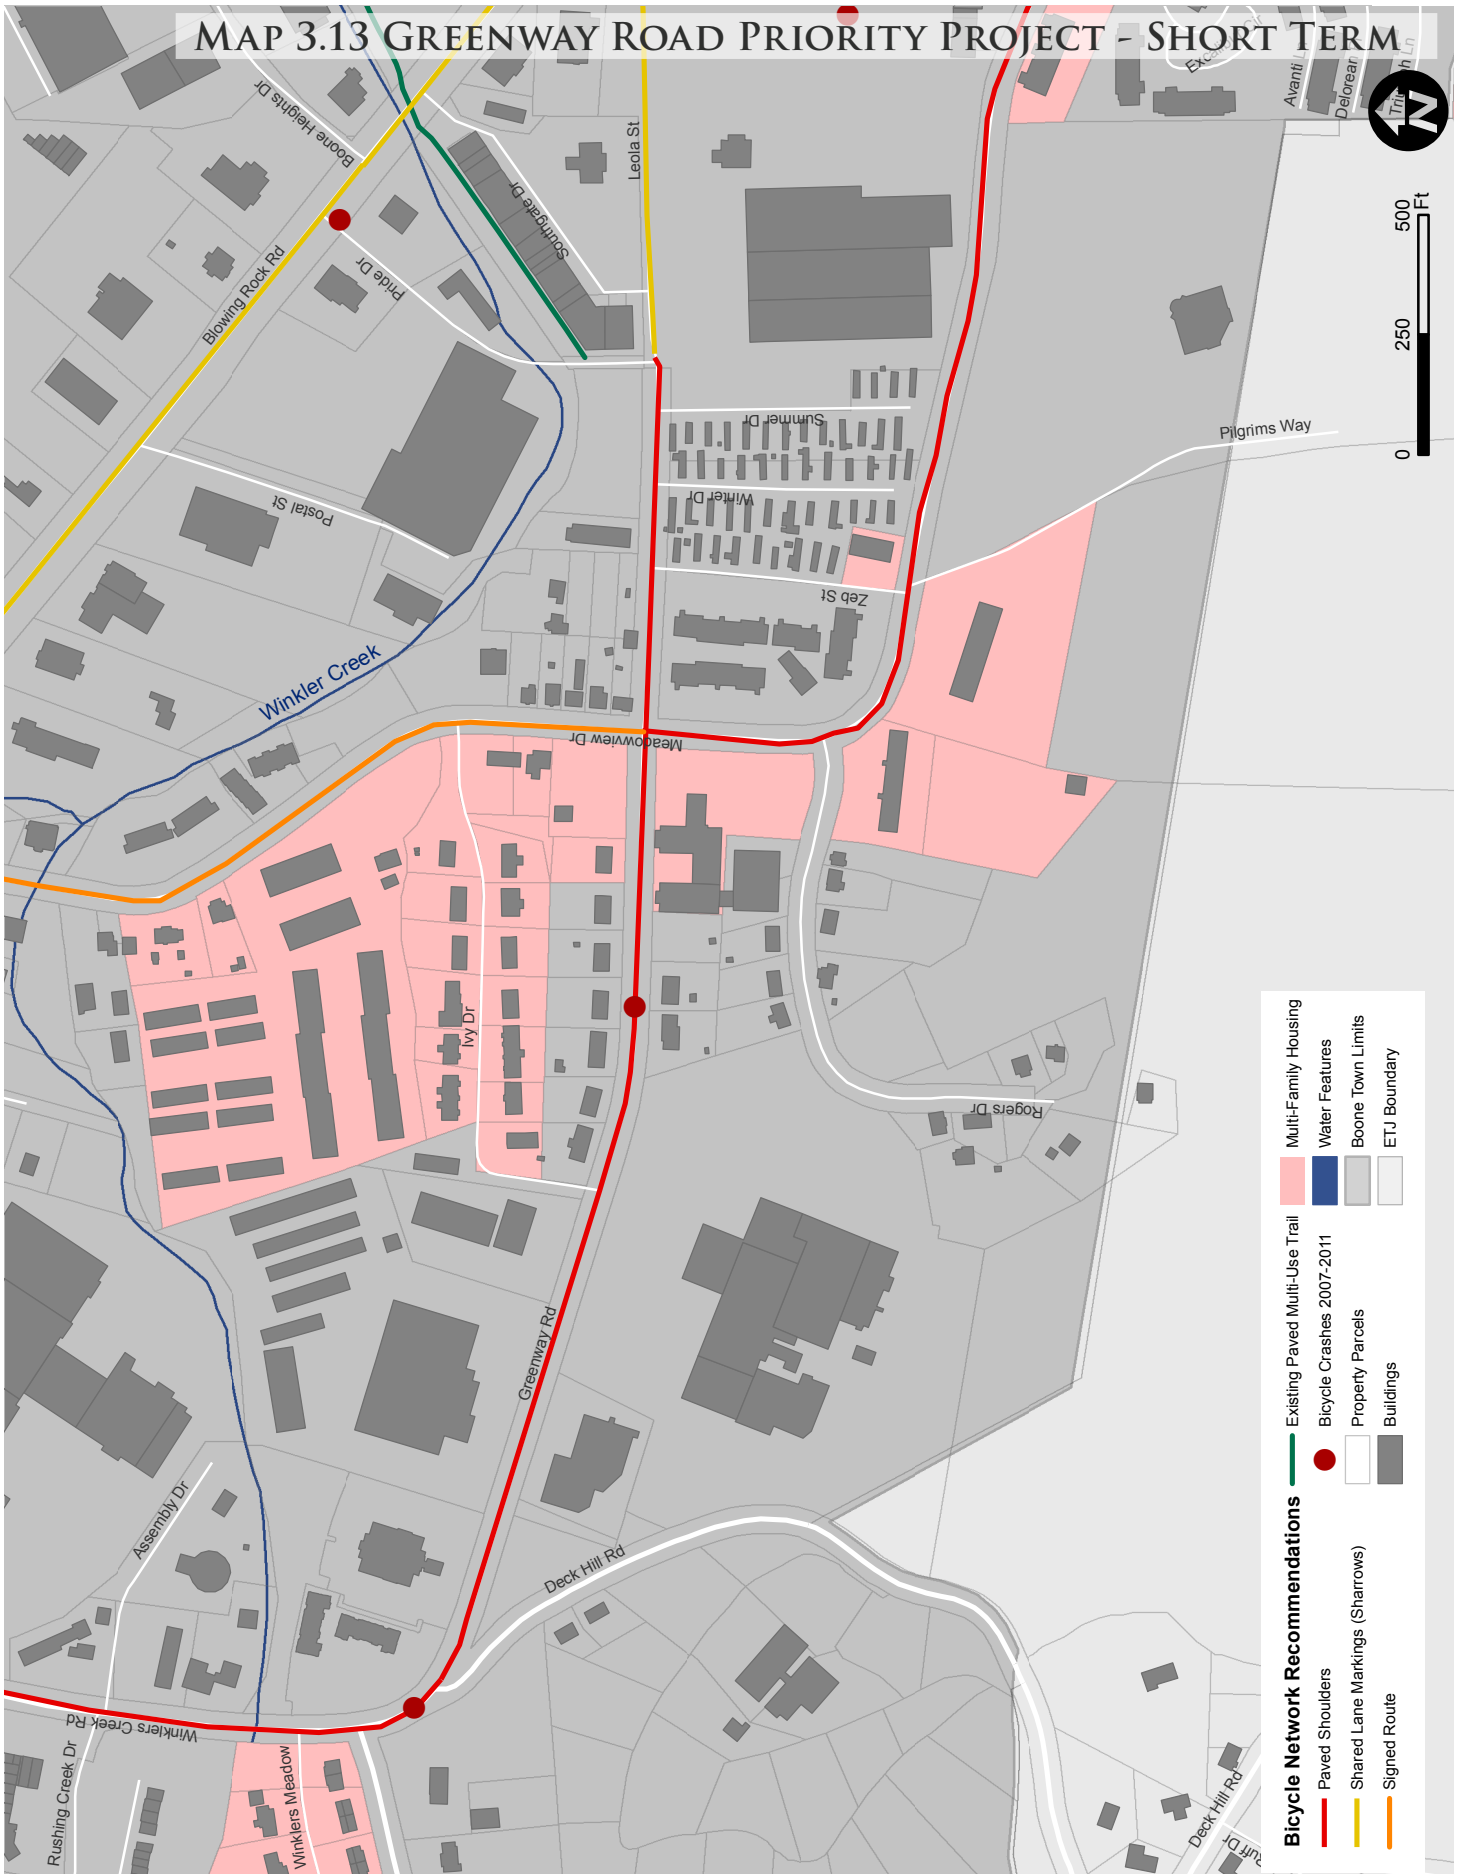 MAP 3.13 GREENWAY ROAD PRIORITY PROJECT - SHORT TERM
Boone Heights Dr
Leola St
Southgate Dr
Blowing Rock Rd
Pride Dr
Avanti L
Delorean
N
500
Ft
250
0
Summer Dr
Pilgrims Way
Winter Dr
Postal St
Zeb St
Winkler Creek
Meadowview Dr
Ivy Dr
Rogers Dr
Greenway Rd
Assembly Dr
Deck Hill Rd
Winklers Creek Rd
Rushing Creek Dr
Winklers Meadow
Deck Hill Rd
Bicycle Network Recommendations
Paved Shoulders
Shared Lane Markings (Sharrows)
Signed Route
Existing Paved Multi-Use Trail
Bicycle Crashes 2007-2011
Property Parcels
Buildings
Multi-Family Housing
Water Features
Boone Town Limits
ETJ Boundary